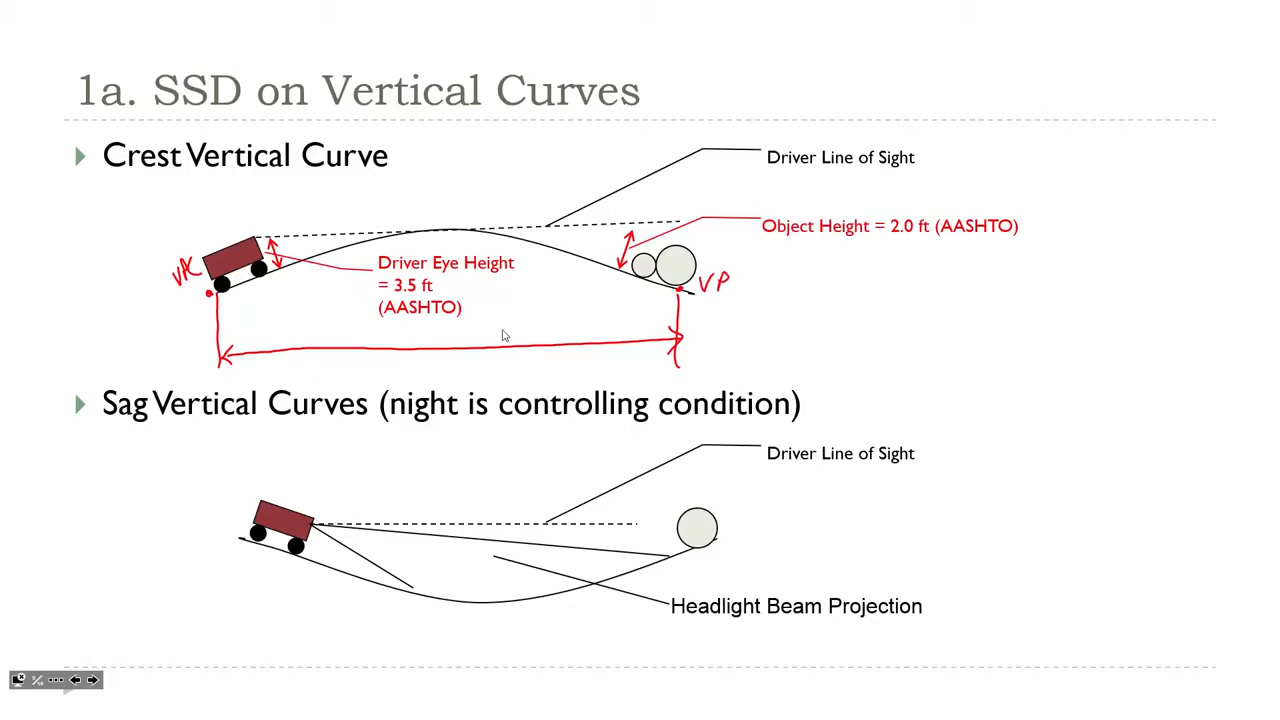 1a. SSD on Vertical Curves
Crest Vertical Curve
Driver Line of Sight
Object Height = 2.0 ft (AASHTO)
Driver Eye Height
= 3.5 ft
(AASHTO)
VP
Sag Vertical Curves (night is controlling condition)
Driver Line of Sight
Headlight Beam Projection